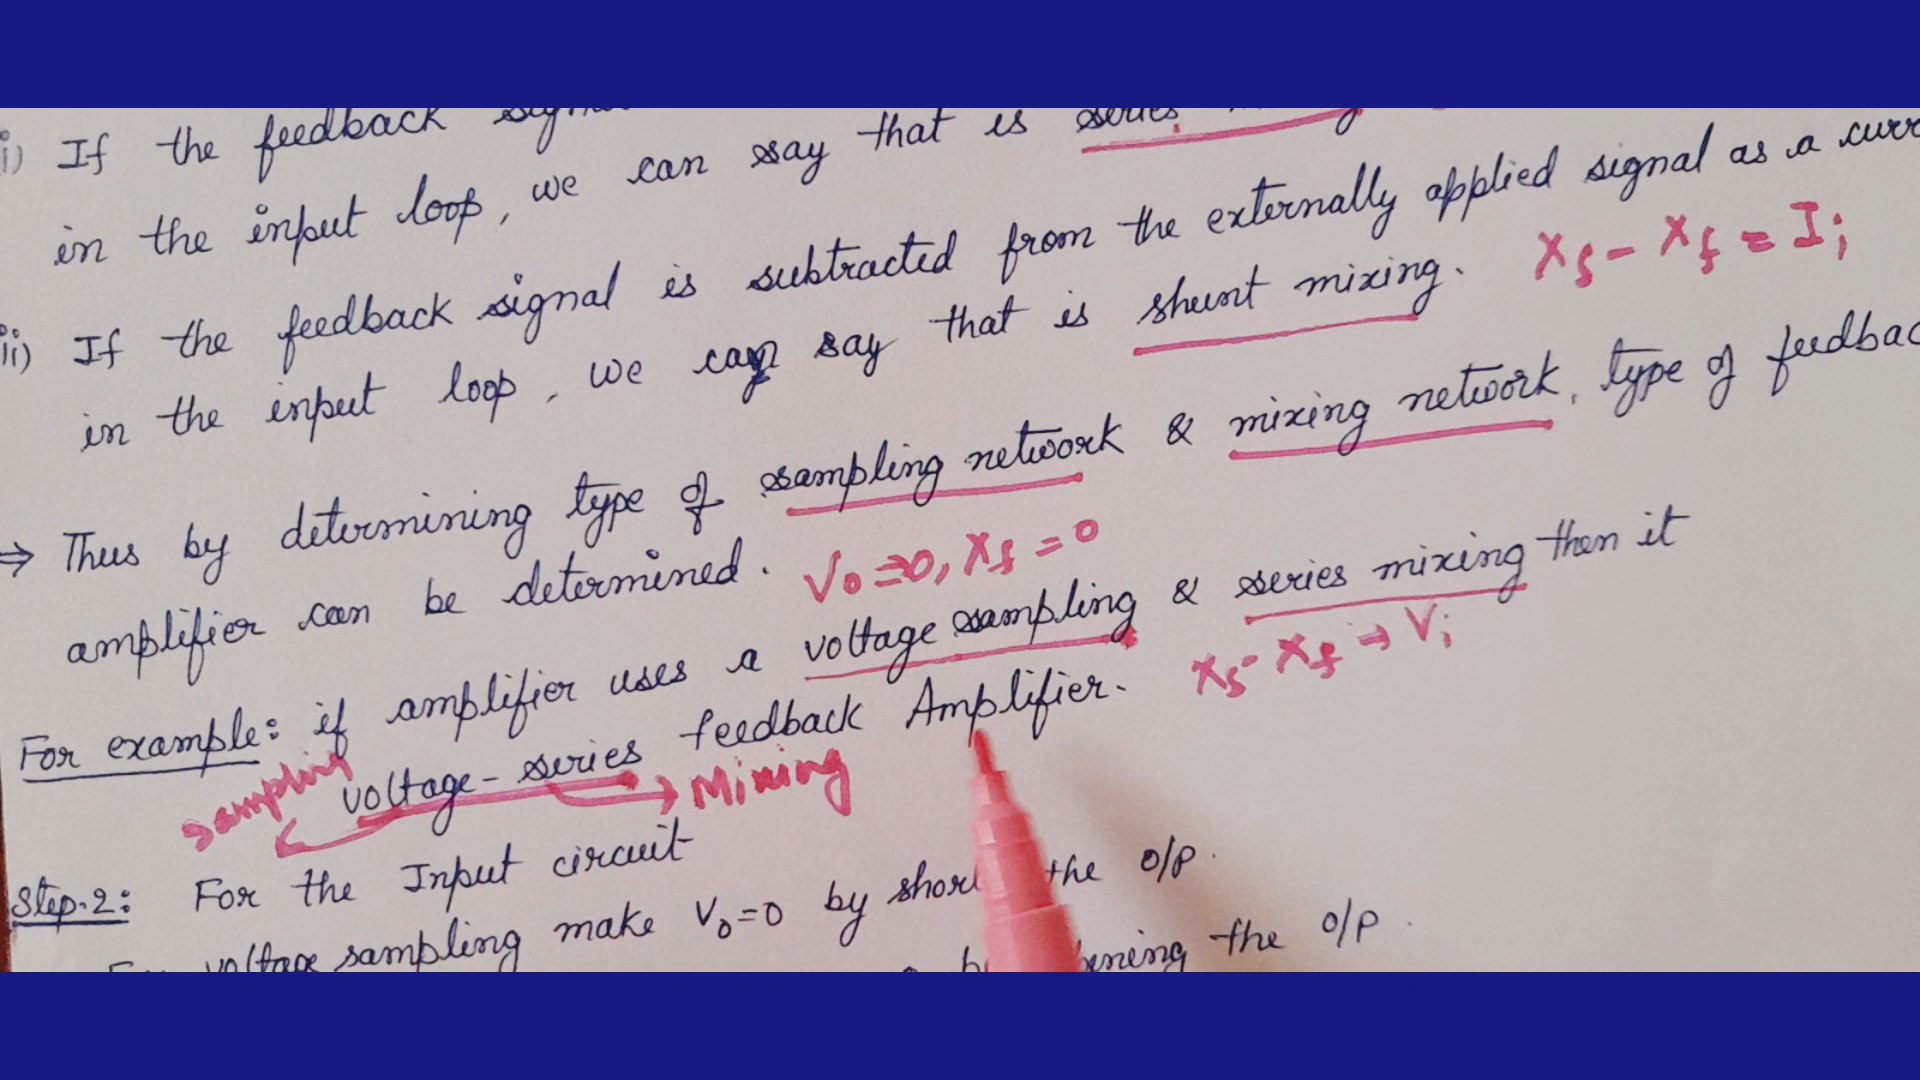 i) If the feedback
in the input loop, we can say that is series
ii) If the feedback signal is subtracted from the externally applied signal as a curr
in the input loop, we can say that is shunt mixing. Xs - Xf = Ii
⇒ Thus by determining type of sampling network & mixing network, type of feedbac
amplifier can be determined. V0=0, Xf = 0
For example: if amplifier uses a voltage sampling & series mixing then it
Xs - Xf → Vi
voltage - series feedback Amplifier.
sampling
Mixing
Step-2: For the Input circuit
voltage sampling make V0=0 by shor the o/p.
the o/p.